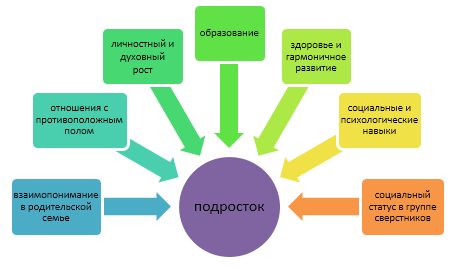 образование
личностный и
духовный
рост
здоровье и
гармоничное
развитие
отношения с
противоположным
полом
социальные и
психологические
навыки
взаимопонимание
в родительской
семье
подросток
социальный
статус в группе
сверстников